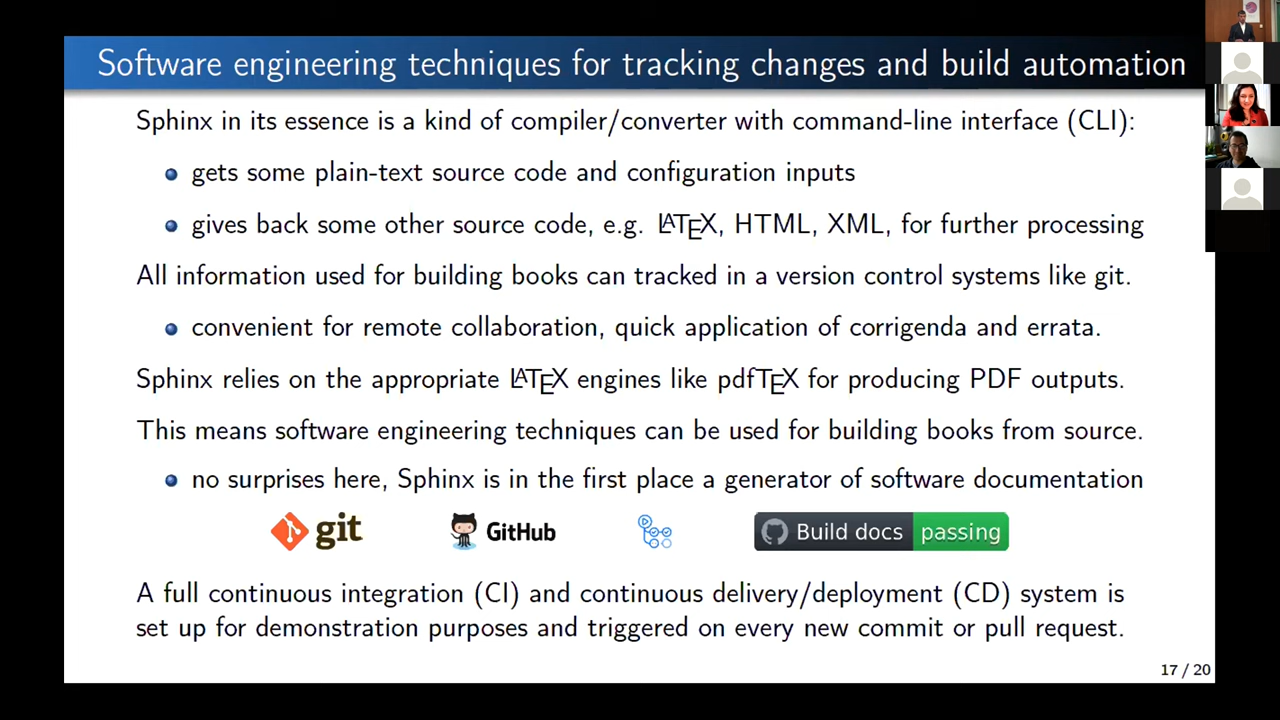 Software engineering techniques for tracking changes and build automation
Sphinx in its essence is a kind of compiler/converter with command-line interface (CLI):
gets some plain-text source code and configuration inputs
gives back some other source code, e.g. LATEX, HTML, XML, for further processing
All information used for building books can tracked in a version control systems like git.
convenient for remote collaboration, quick application of corrigenda and errata.
Sphinx relies on the appropriate LATEX engines like pdfTEX for producing PDF outputs.
This means software engineering techniques can be used for building books from source.
no surprises here, Sphinx is in the first place a generator of software documentation
git GitHub Build docs passing
A full continuous integration (CI) and continuous delivery/deployment (CD) system is
set up for demonstration purposes and triggered on every new commit or pull request.
17 / 20